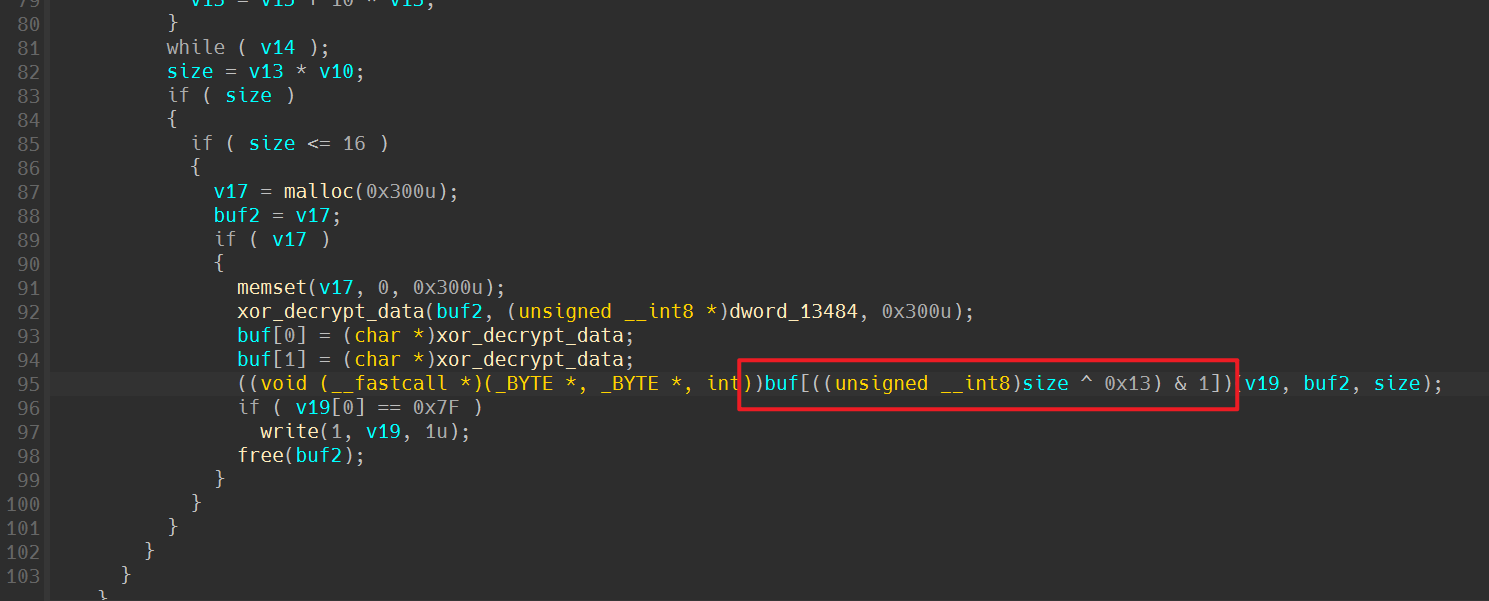 80 }
81 while ( v14 );
82 size = v13 * v10;
83 if ( size )
84 {
85 if ( size <= 16 )
86 {
87 v17 = malloc(0x300u);
88 buf2 = v17;
89 if ( v17 )
90 {
91 memset(v17, 0, 0x300u);
92 xor_decrypt_data(buf2, (unsigned __int8 *)dword_13484, 0x300u);
93 buf[0] = (char *)xor_decrypt_data;
94 buf[1] = (char *)xor_decrypt_data;
95 ((void (__fastcall *)(_BYTE *, _BYTE *, int))buf[((unsigned __int8)size ^ 0x13) & 1])(v19, buf2, size);
96 if ( v19[0] == 0x7F )
97 write(1, v19, 1u);
98 free(buf2);
99 }
100 }
101 }
102 }
103 }
}